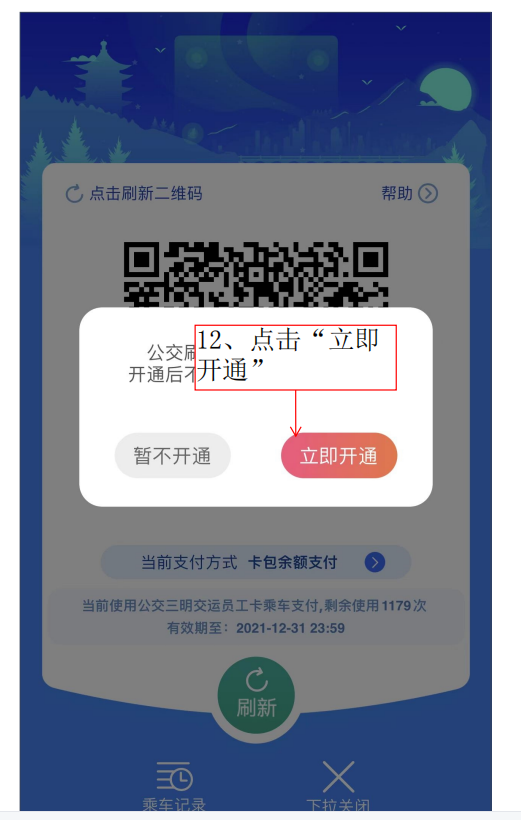 点击刷新二维码
帮助
公交刷
开通后不
12、点击“立即
开通”
暂不开通
立即开通
当前支付方式 卡包余额支付
当前使用公交三明交运员工卡乘车支付,剩余使用1179次
有效期至：2021-12-31 23:59
刷新
乘车记录
下拉关闭